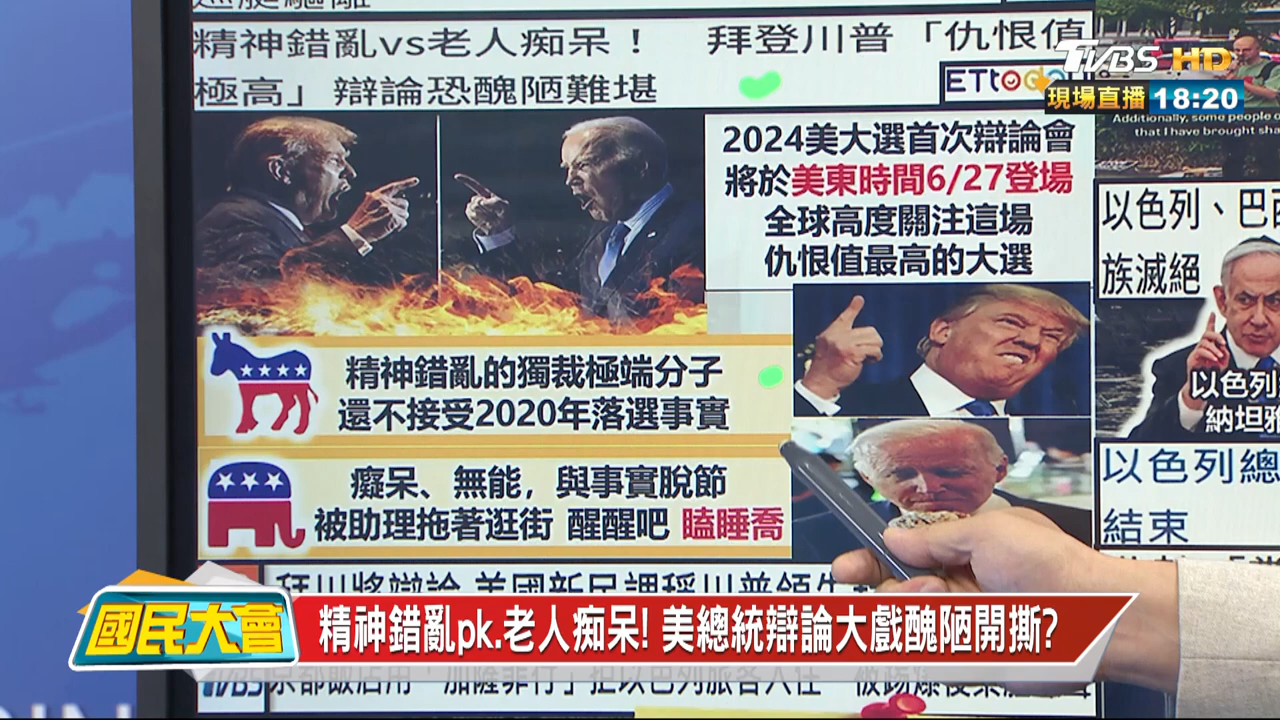 精神錯亂vs老人痴呆！ 拜登川普「仇恨值
極高」辯論恐醜陋難堪
ETtoday
TVBS HD
現場直播 18:20
Additionally, some people
that I have brought
2024美大選首次辯論會
將於美東時間6/27登場
全球高度關注這場
仇恨值最高的大選
精神錯亂的獨裁極端分子
還不接受2020年落選事實
癡呆、無能，與事實脫節
被助理拖著逛街 醒醒吧 瞌睡喬
以色列、巴
族滅絕
以色列
納坦雅
以色列總
結束
國民大會
精神錯亂pk.老人痴呆! 美總統辯論大戲醜陋開撕?
TVBS